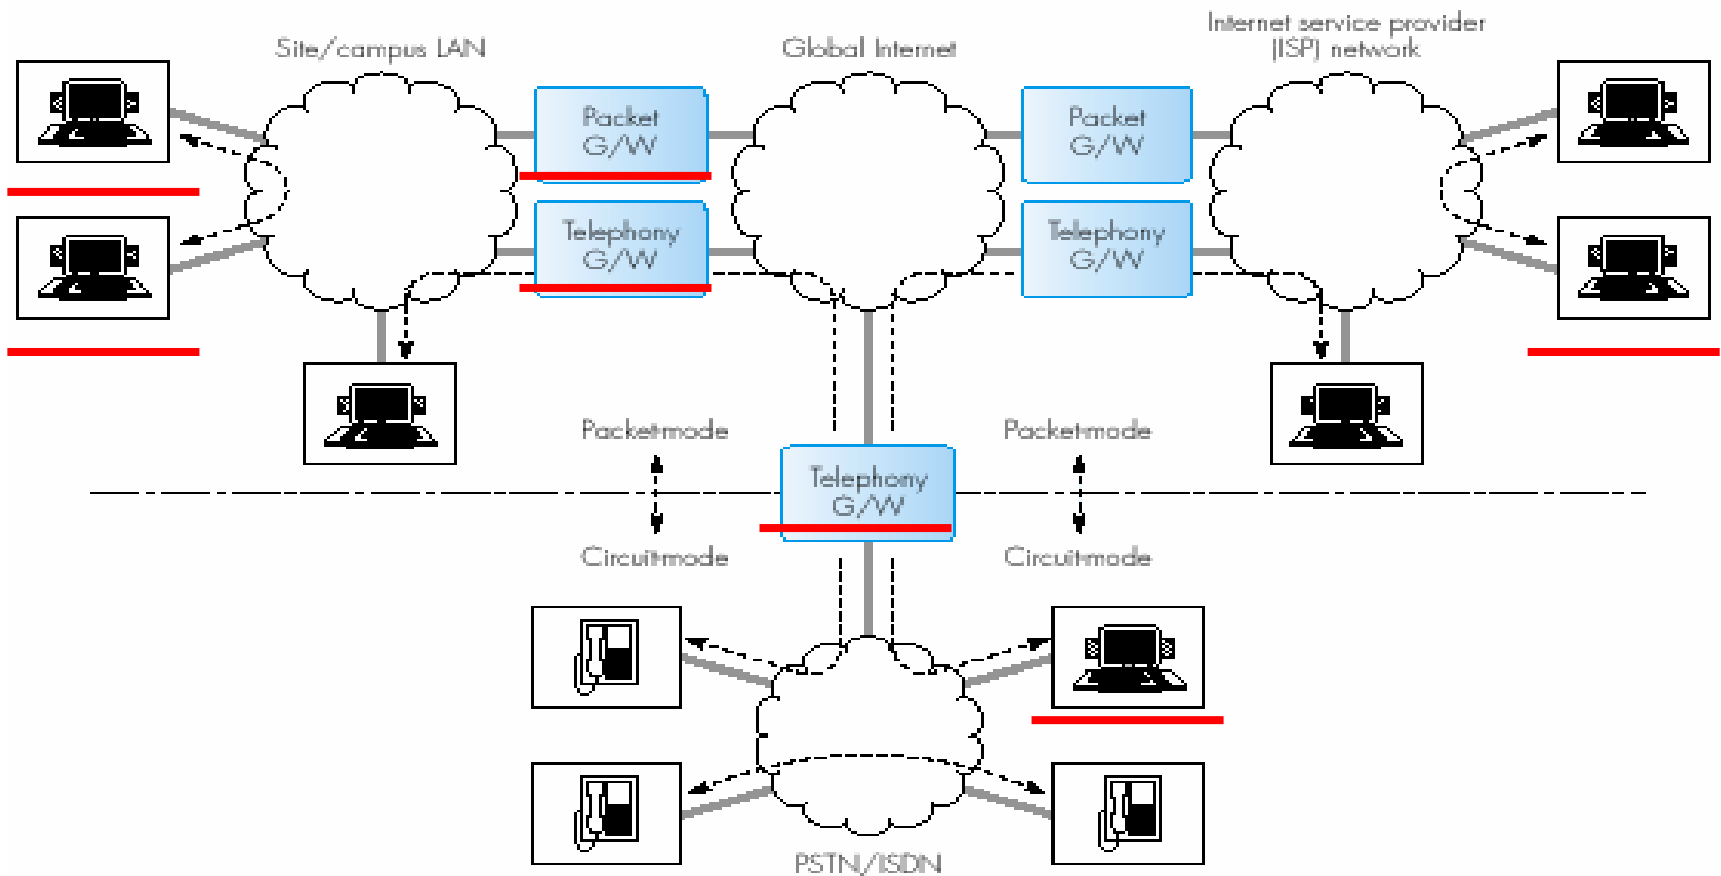 Internet service provider
(ISP) network
Site/campus LAN
Global Internet
Packet
G/W
Packet
G/W
Telephony
G/W
Telephony
G/W
Packet-mode
Packet-mode
Telephony
G/W
Circuit-mode
Circuit-mode
PSTN/ISDN